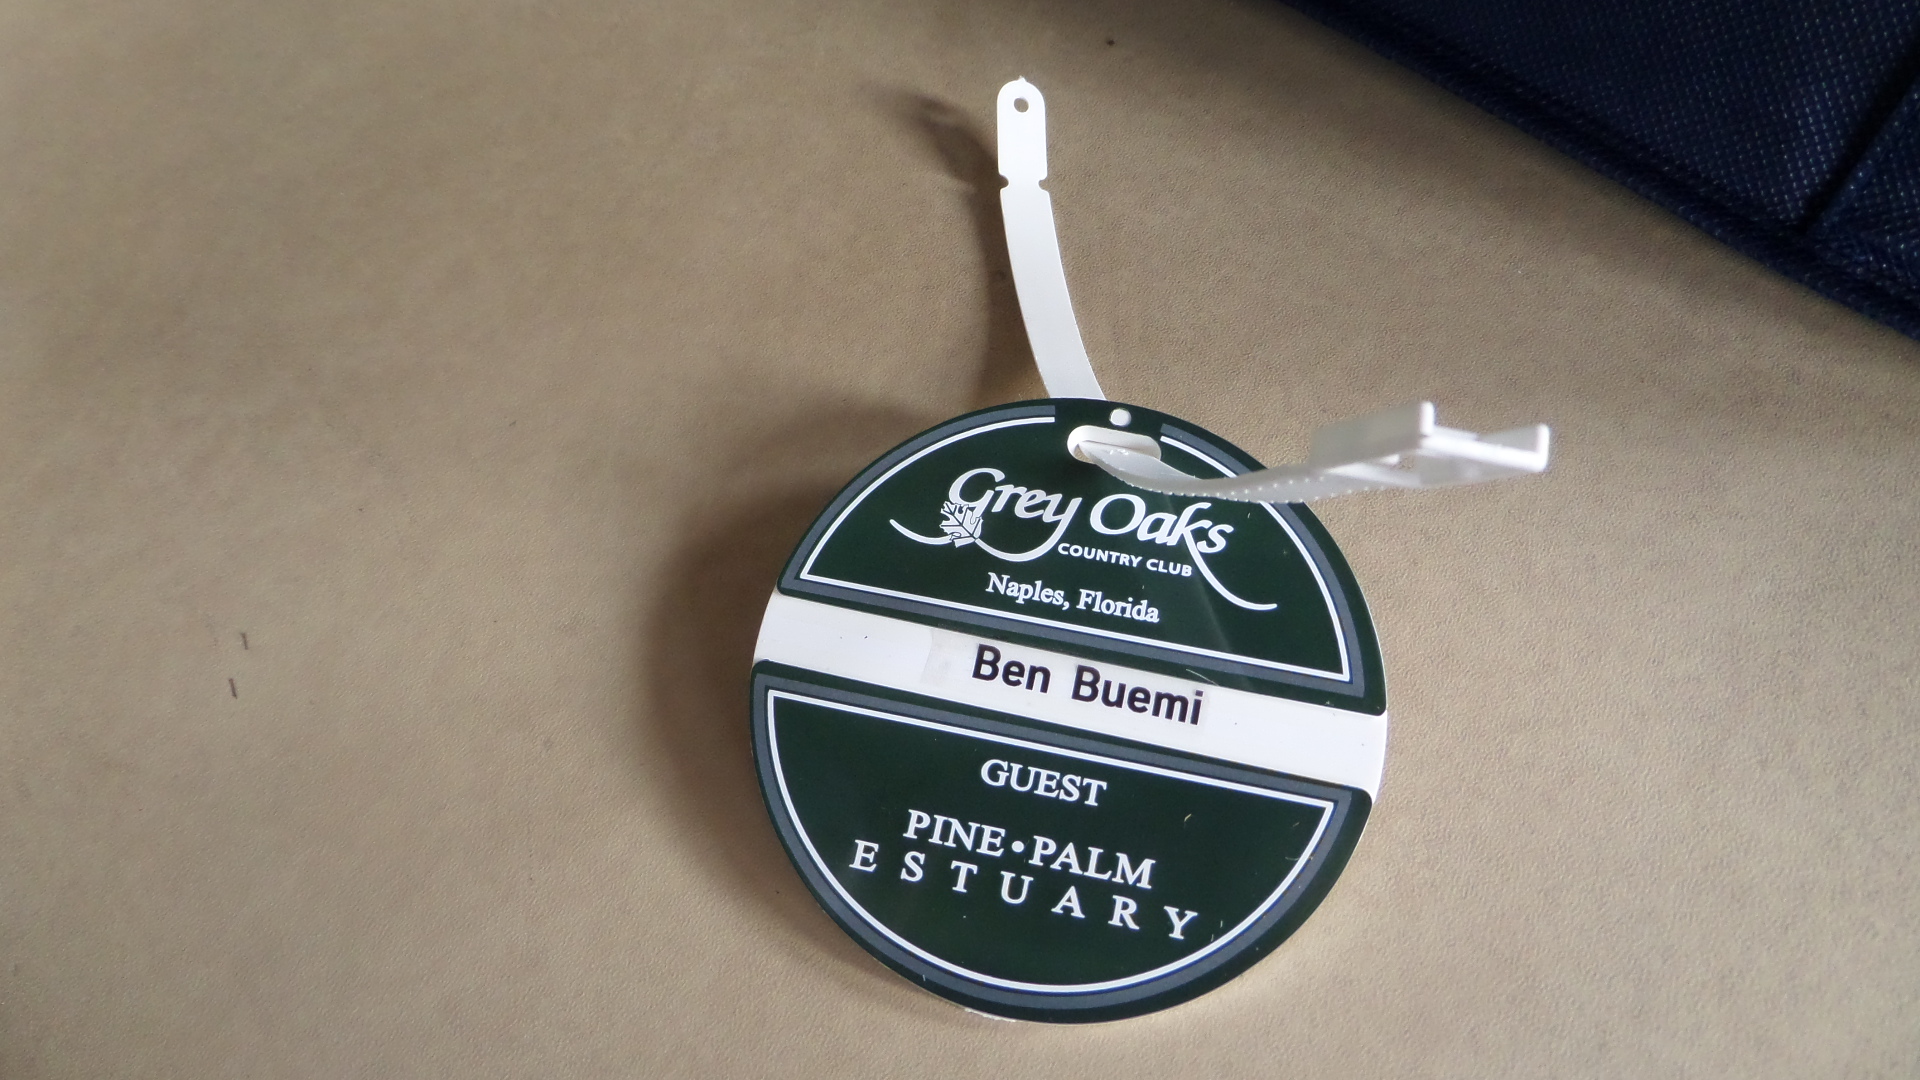 Grey Oaks
COUNTRY CLUB
Naples, Florida
Ben Buemi
GUEST
PINE•PALM
ESTUARY